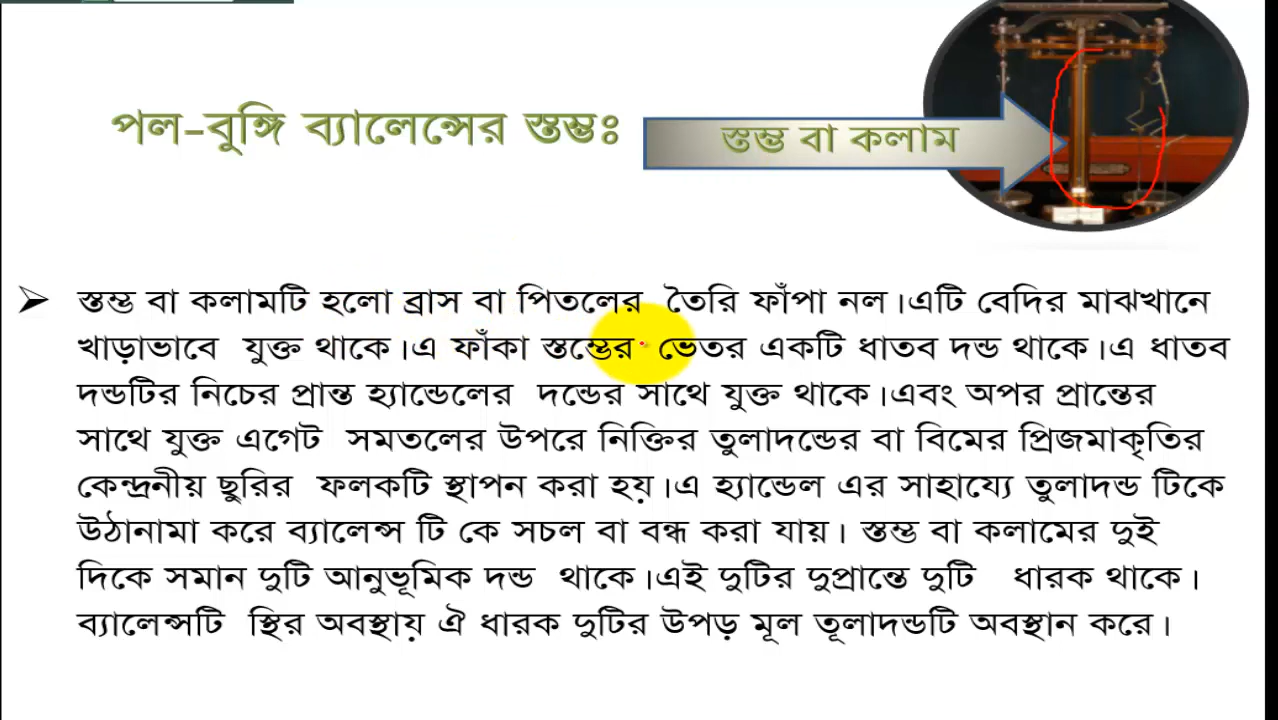 পল-বুঙ্গি ব্যালেন্সের স্তম্ভঃ
স্তম্ভ বা কলাম
স্তম্ভ বা কলামটি হলো ব্রাস বা পিতলের তৈরি ফাঁপা নল।এটি বেদির মাঝখানে
খাড়াভাবে যুক্ত থাকে।এ ফাঁকা স্তম্ভের ভেতর একটি ধাতব দন্ড থাকে।এ ধাতব
দন্ডটির নিচের প্রান্ত হ্যান্ডেলের দন্ডের সাথে যুক্ত থাকে।এবং অপর প্রান্তের
সাথে যুক্ত এগেট সমতলের উপরে নিক্তির তুলাদন্ডের বা বিমের প্রিজমাকৃতির
কেন্দ্রনীয় ছুরির ফলকটি স্থাপন করা হয়।এ হ্যান্ডেল এর সাহায্যে তুলাদন্ড টিকে
উঠানামা করে ব্যালেন্স টি কে সচল বা বন্ধ করা যায়। স্তম্ভ বা কলামের দুই
দিকে সমান দুটি আনুভূমিক দন্ড থাকে।এই দুটির দুপ্রান্তে দুটি ধারক থাকে।
ব্যালেন্সটি স্থির অবস্থায় ঐ ধারক দুটির উপড় মূল তূলাদন্ডটি অবস্থান করে।